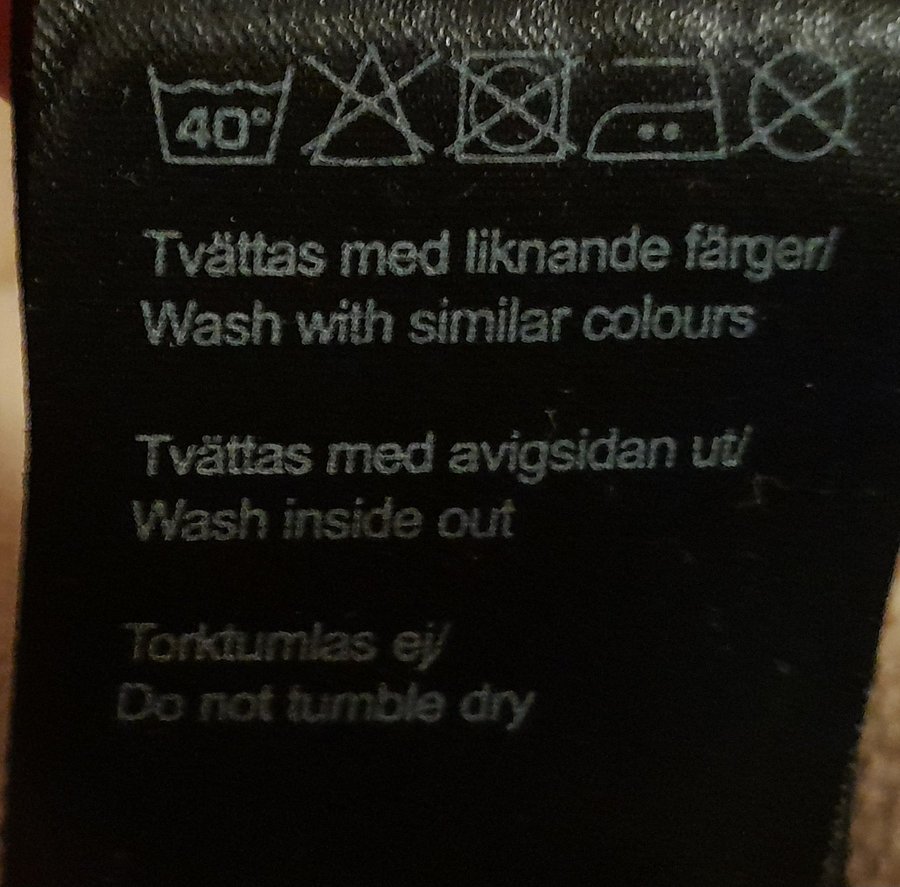 40°
Tvättas med liknande färger/
Wash with similar colours
Tvättas med avigsidan ut/
Wash inside out
Torktumlas ej/
Do not tumble dry